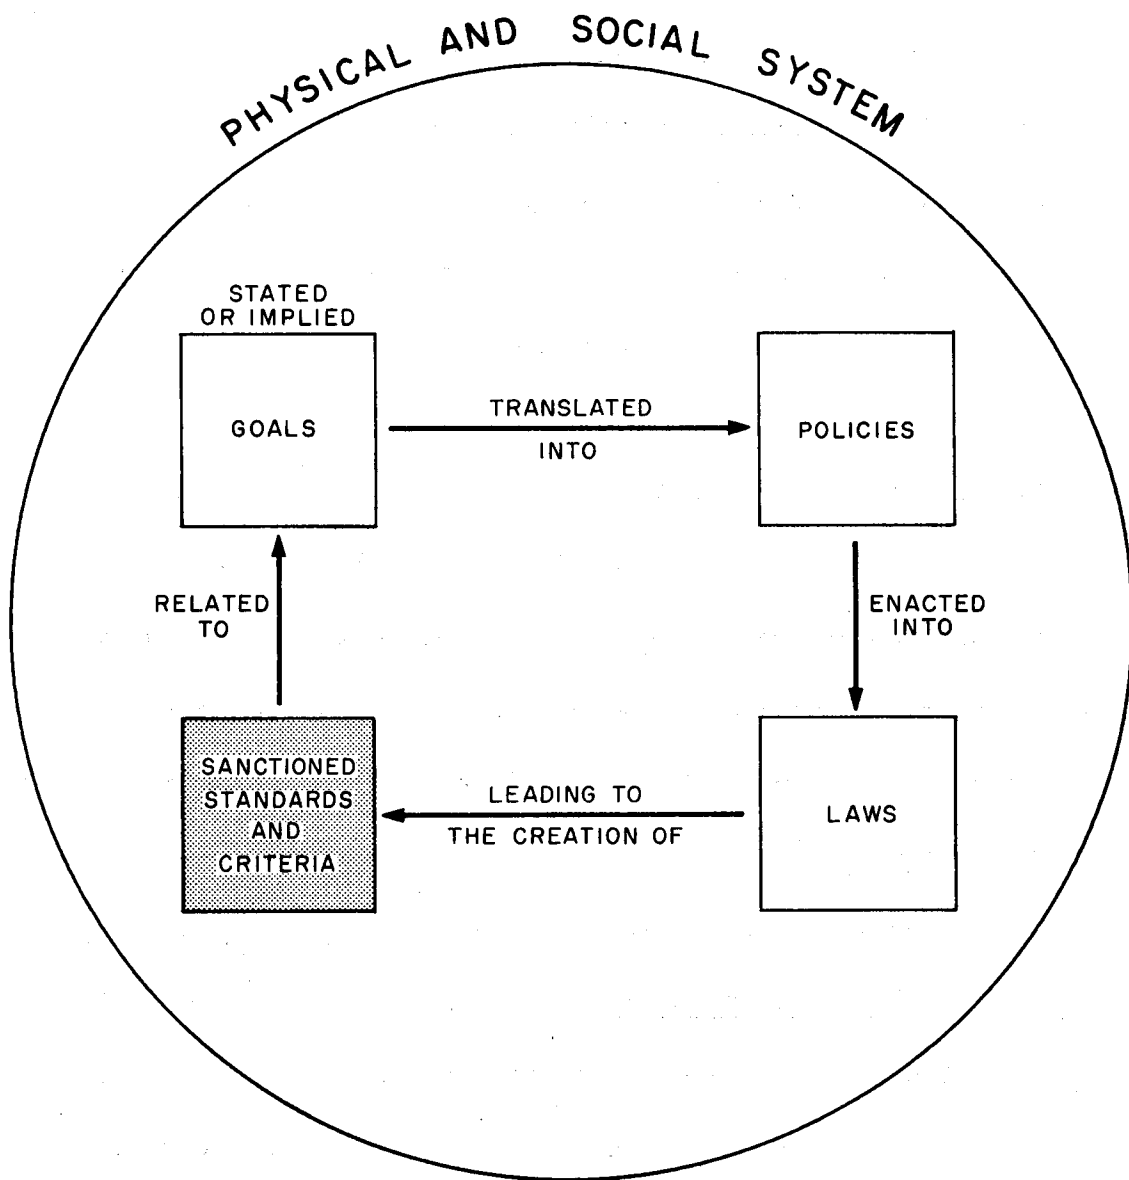 PHYSICAL AND SOCIAL SYSTEM
STATED
OR IMPLIED
GOALS
TRANSLATED
INTO
POLICIES
RELATED
TO
ENACTED
INTO
SANCTIONED
STANDARDS
AND
CRITERIA
LEADING TO
THE CREATION OF
LAWS